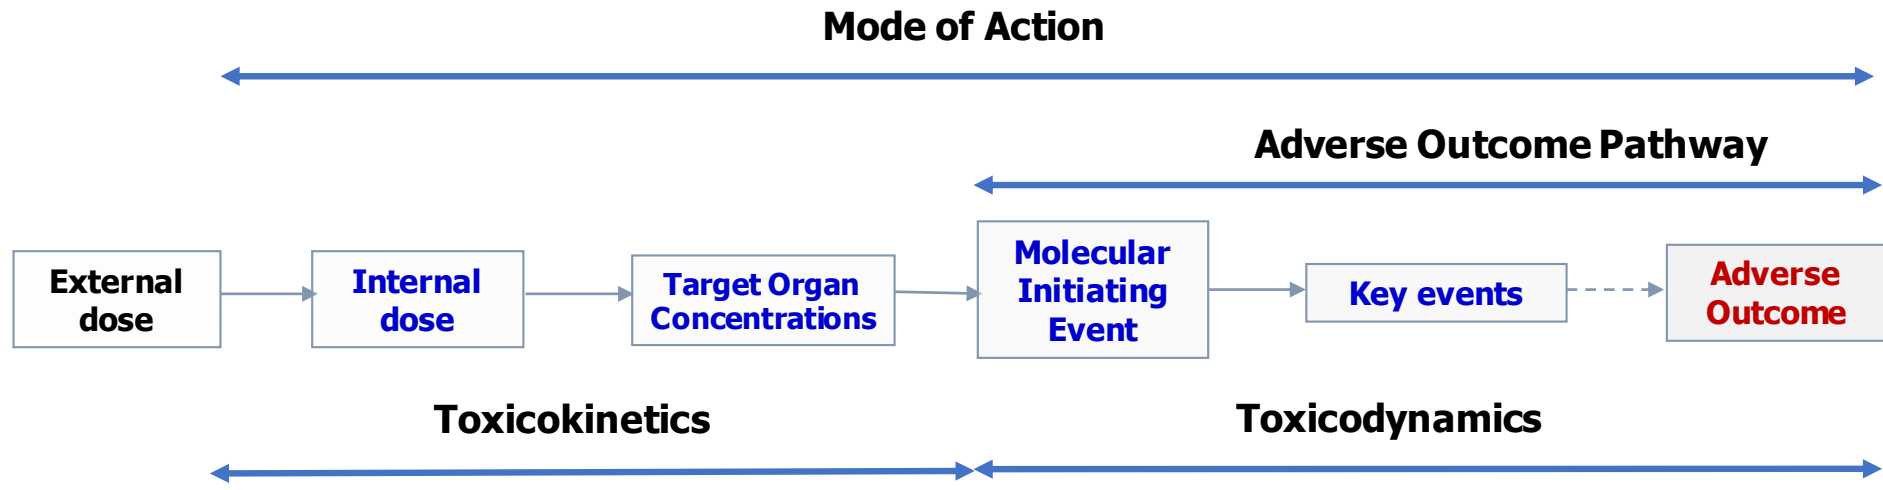 Mode of Action
Adverse Outcome Pathway
External
dose
Internal
dose
Target Organ
Concentrations
Molecular
Initiating
Event
Key events
Adverse
Outcome
Toxicokinetics
Toxicodynamics